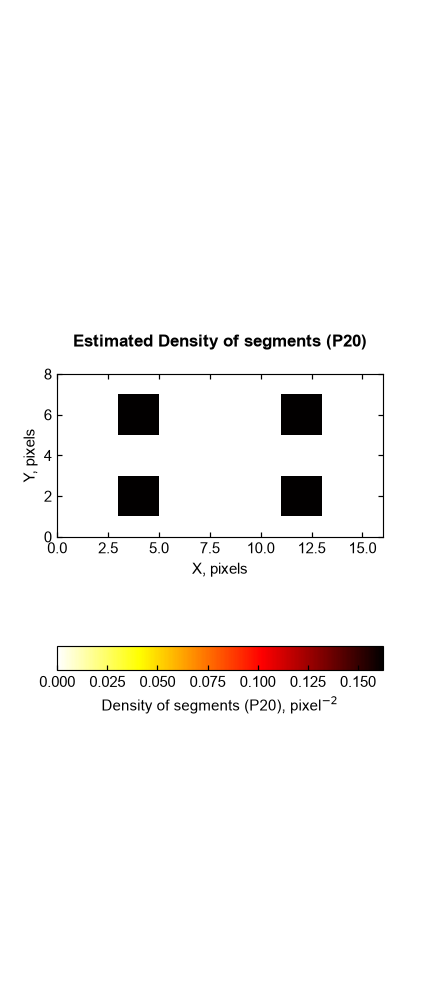 Estimated Density of segments (P20)
8
6
4
2
0
Y, pixels
0.0 2.5 5.0 7.5 10.0 12.5 15.0
X, pixels
0.000 0.025 0.050 0.075 0.100 0.125 0.150
Density of segments (P20), pixel⁻²